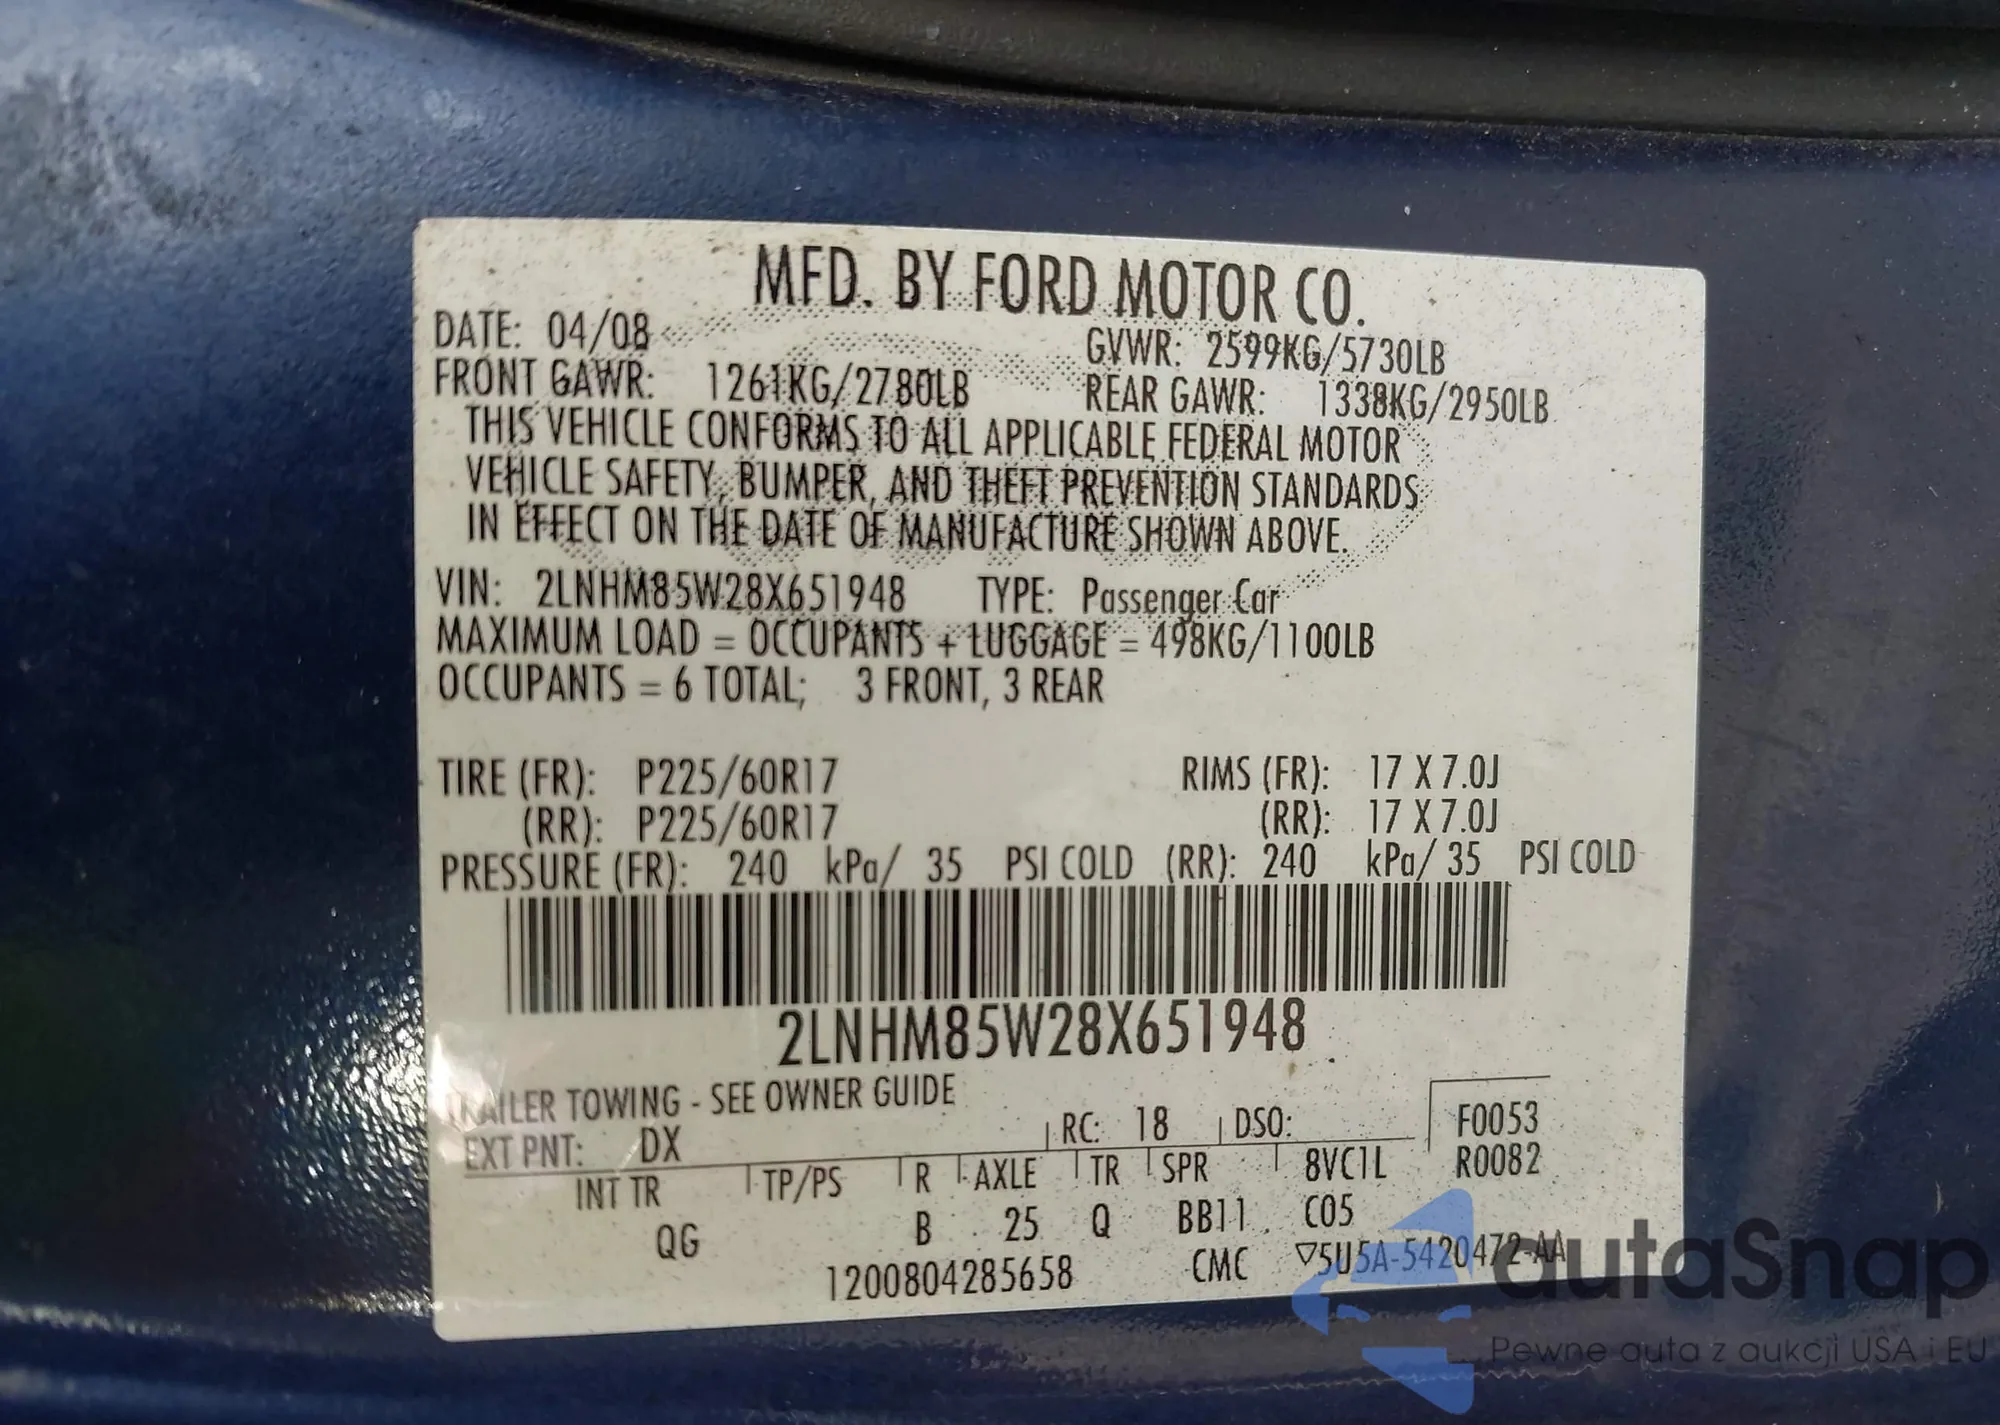 MFD. BY FORD MOTOR CO.
DATE: 04/08 GVWR: 2599KG/5730LB
FRONT GAWR: 1261KG/2780LB REAR GAWR: 1338KG/2950LB
THIS VEHICLE CONFORMS TO ALL APPLICABLE FEDERAL MOTOR
VEHICLE SAFETY, BUMPER, AND THEFT PREVENTION STANDARDS
IN EFFECT ON THE DATE OF MANUFACTURE SHOWN ABOVE.
VIN: 2LNHM85W28X651948 TYPE: Passenger Car
MAXIMUM LOAD = OCCUPANTS + LUGGAGE = 498KG/1100LB
OCCUPANTS = 6 TOTAL; 3 FRONT, 3 REAR
TIRE (FR): P225/60R17 RIMS (FR): 17 X 7.0J
(RR): P225/60R17 (RR): 17 X 7.0J
PRESSURE (FR): 240 kPa/ 35 PSI COLD (RR): 240 kPa/ 35 PSI COLD
2LNHM85W28X651948
TRAILER TOWING - SEE OWNER GUIDE
EXT PNT: DX RC: 18 DSO: F0053
INT TR TP/PS R AXLE TR SPR 8VC1L R0082
QG B 25 Q BB11 C05
1200804285658 CMC ▽5U5A-5420472-AA
autaSnap
Pewne auta z aukcji USA i EU